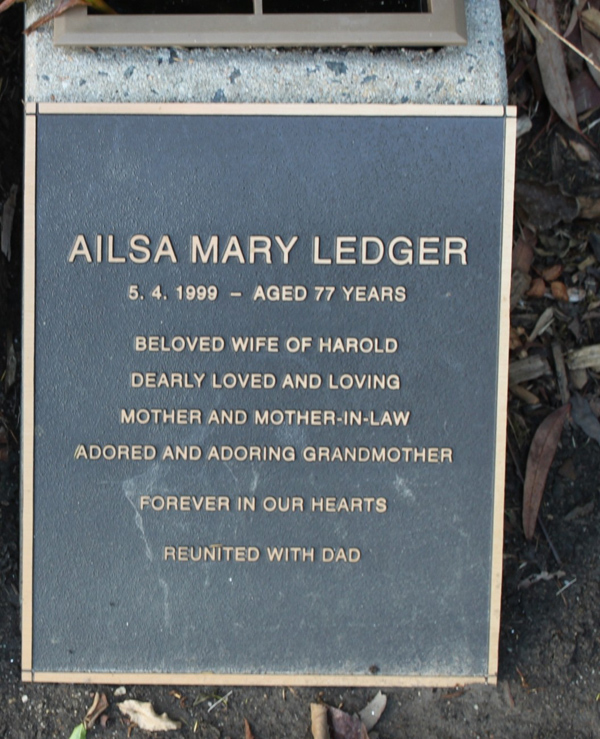 AILSA MARY LEDGER
5. 4. 1999 – AGED 77 YEARS
BELOVED WIFE OF HAROLD
DEARLY LOVED AND LOVING
MOTHER AND MOTHER-IN-LAW
ADORED AND ADORING GRANDMOTHER
FOREVER IN OUR HEARTS
REUNITED WITH DAD